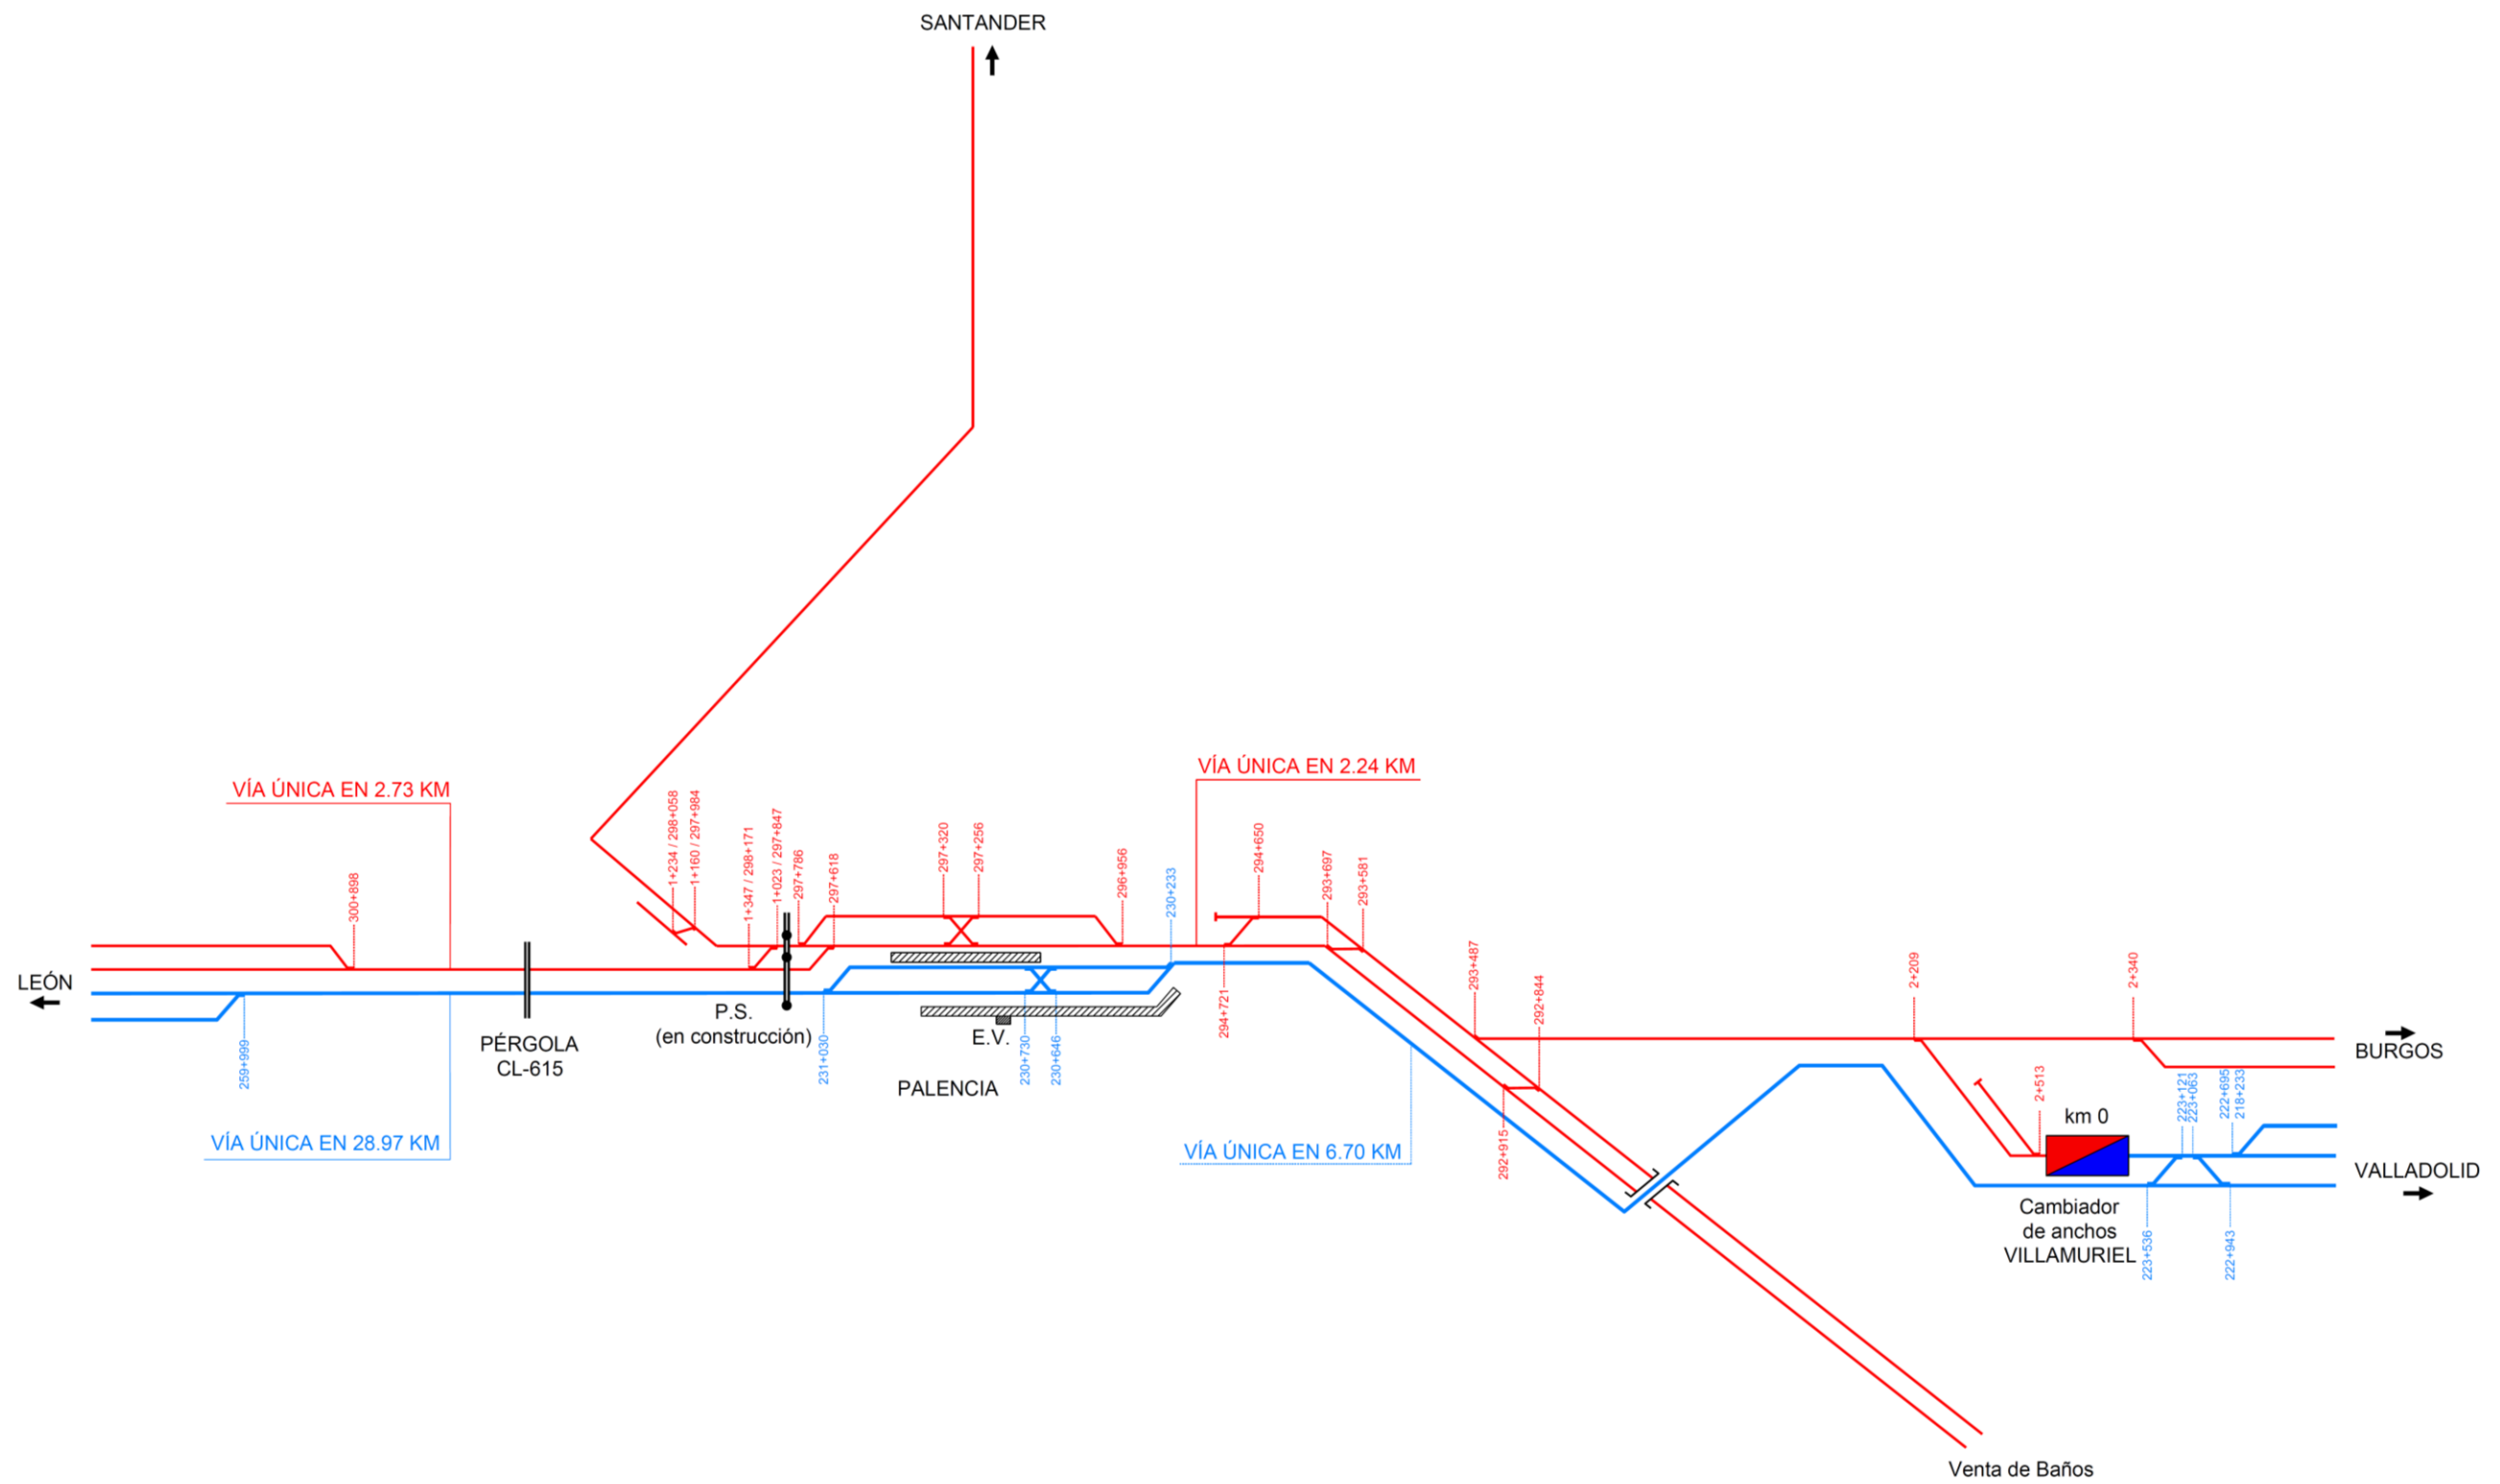 SANTANDER
VÍA ÚNICA EN 2.24 KM
VÍA ÚNICA EN 2.73 KM
1+234 / 298+058
1+160 / 297+984
1+347 / 298+171
1+023 / 297+847
297+786
297+618
297+320
297+256
296+956
230+233
294+650
293+697
293+581
300+898
293+487
292+844
2+209
2+340
LEÓN
294+721
P.S.
(en construcción)
E.V.
PÉRGOLA
CL-615
259+999
231+030
230+730
230+646
PALENCIA
BURGOS
2+513
223+121
223+063
222+695
218+233
km 0
VÍA ÚNICA EN 28.97 KM
VÍA ÚNICA EN 6.70 KM
292+915
VALLADOLID
Cambiador
de anchos
VILLAMURIEL
223+536
222+943
Venta de Baños